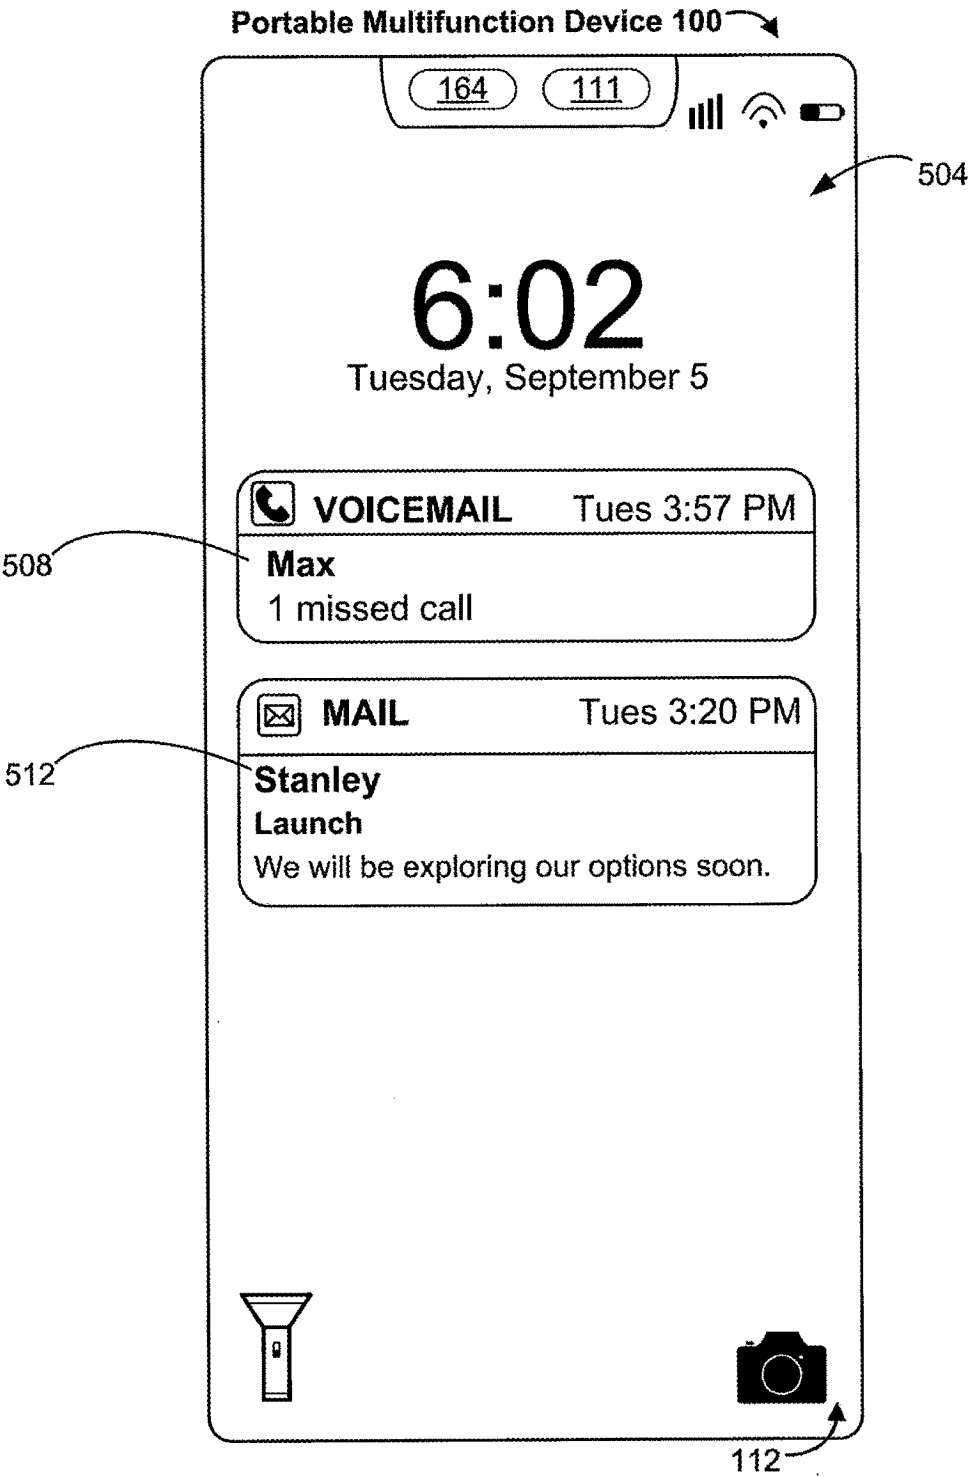 Portable Multifunction Device 100
164 111
504
6:02
Tuesday, September 5
VOICEMAIL Tues 3:57 PM
508
Max
1 missed call
MAIL Tues 3:20 PM
512
Stanley
Launch
We will be exploring our options soon.
112